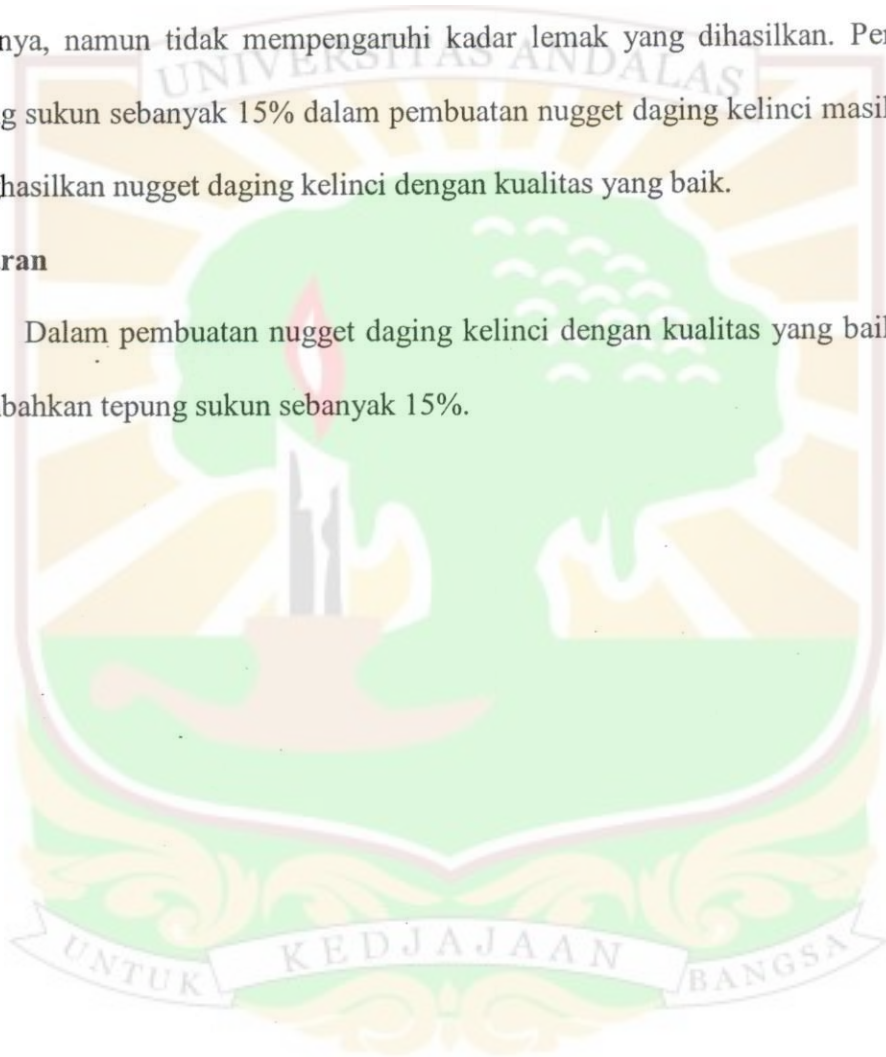 nya, namun tidak mempengaruhi kadar lemak yang dihasilkan. Per
UNIVERSITAS ANDALAS
g sukun sebanyak 15% dalam pembuatan nugget daging kelinci masil
hasilkan nugget daging kelinci dengan kualitas yang baik.
ran
Dalam pembuatan nugget daging kelinci dengan kualitas yang bail
bahkan tepung sukun sebanyak 15%.
UNTUK KEDJAJAAN BANGSA